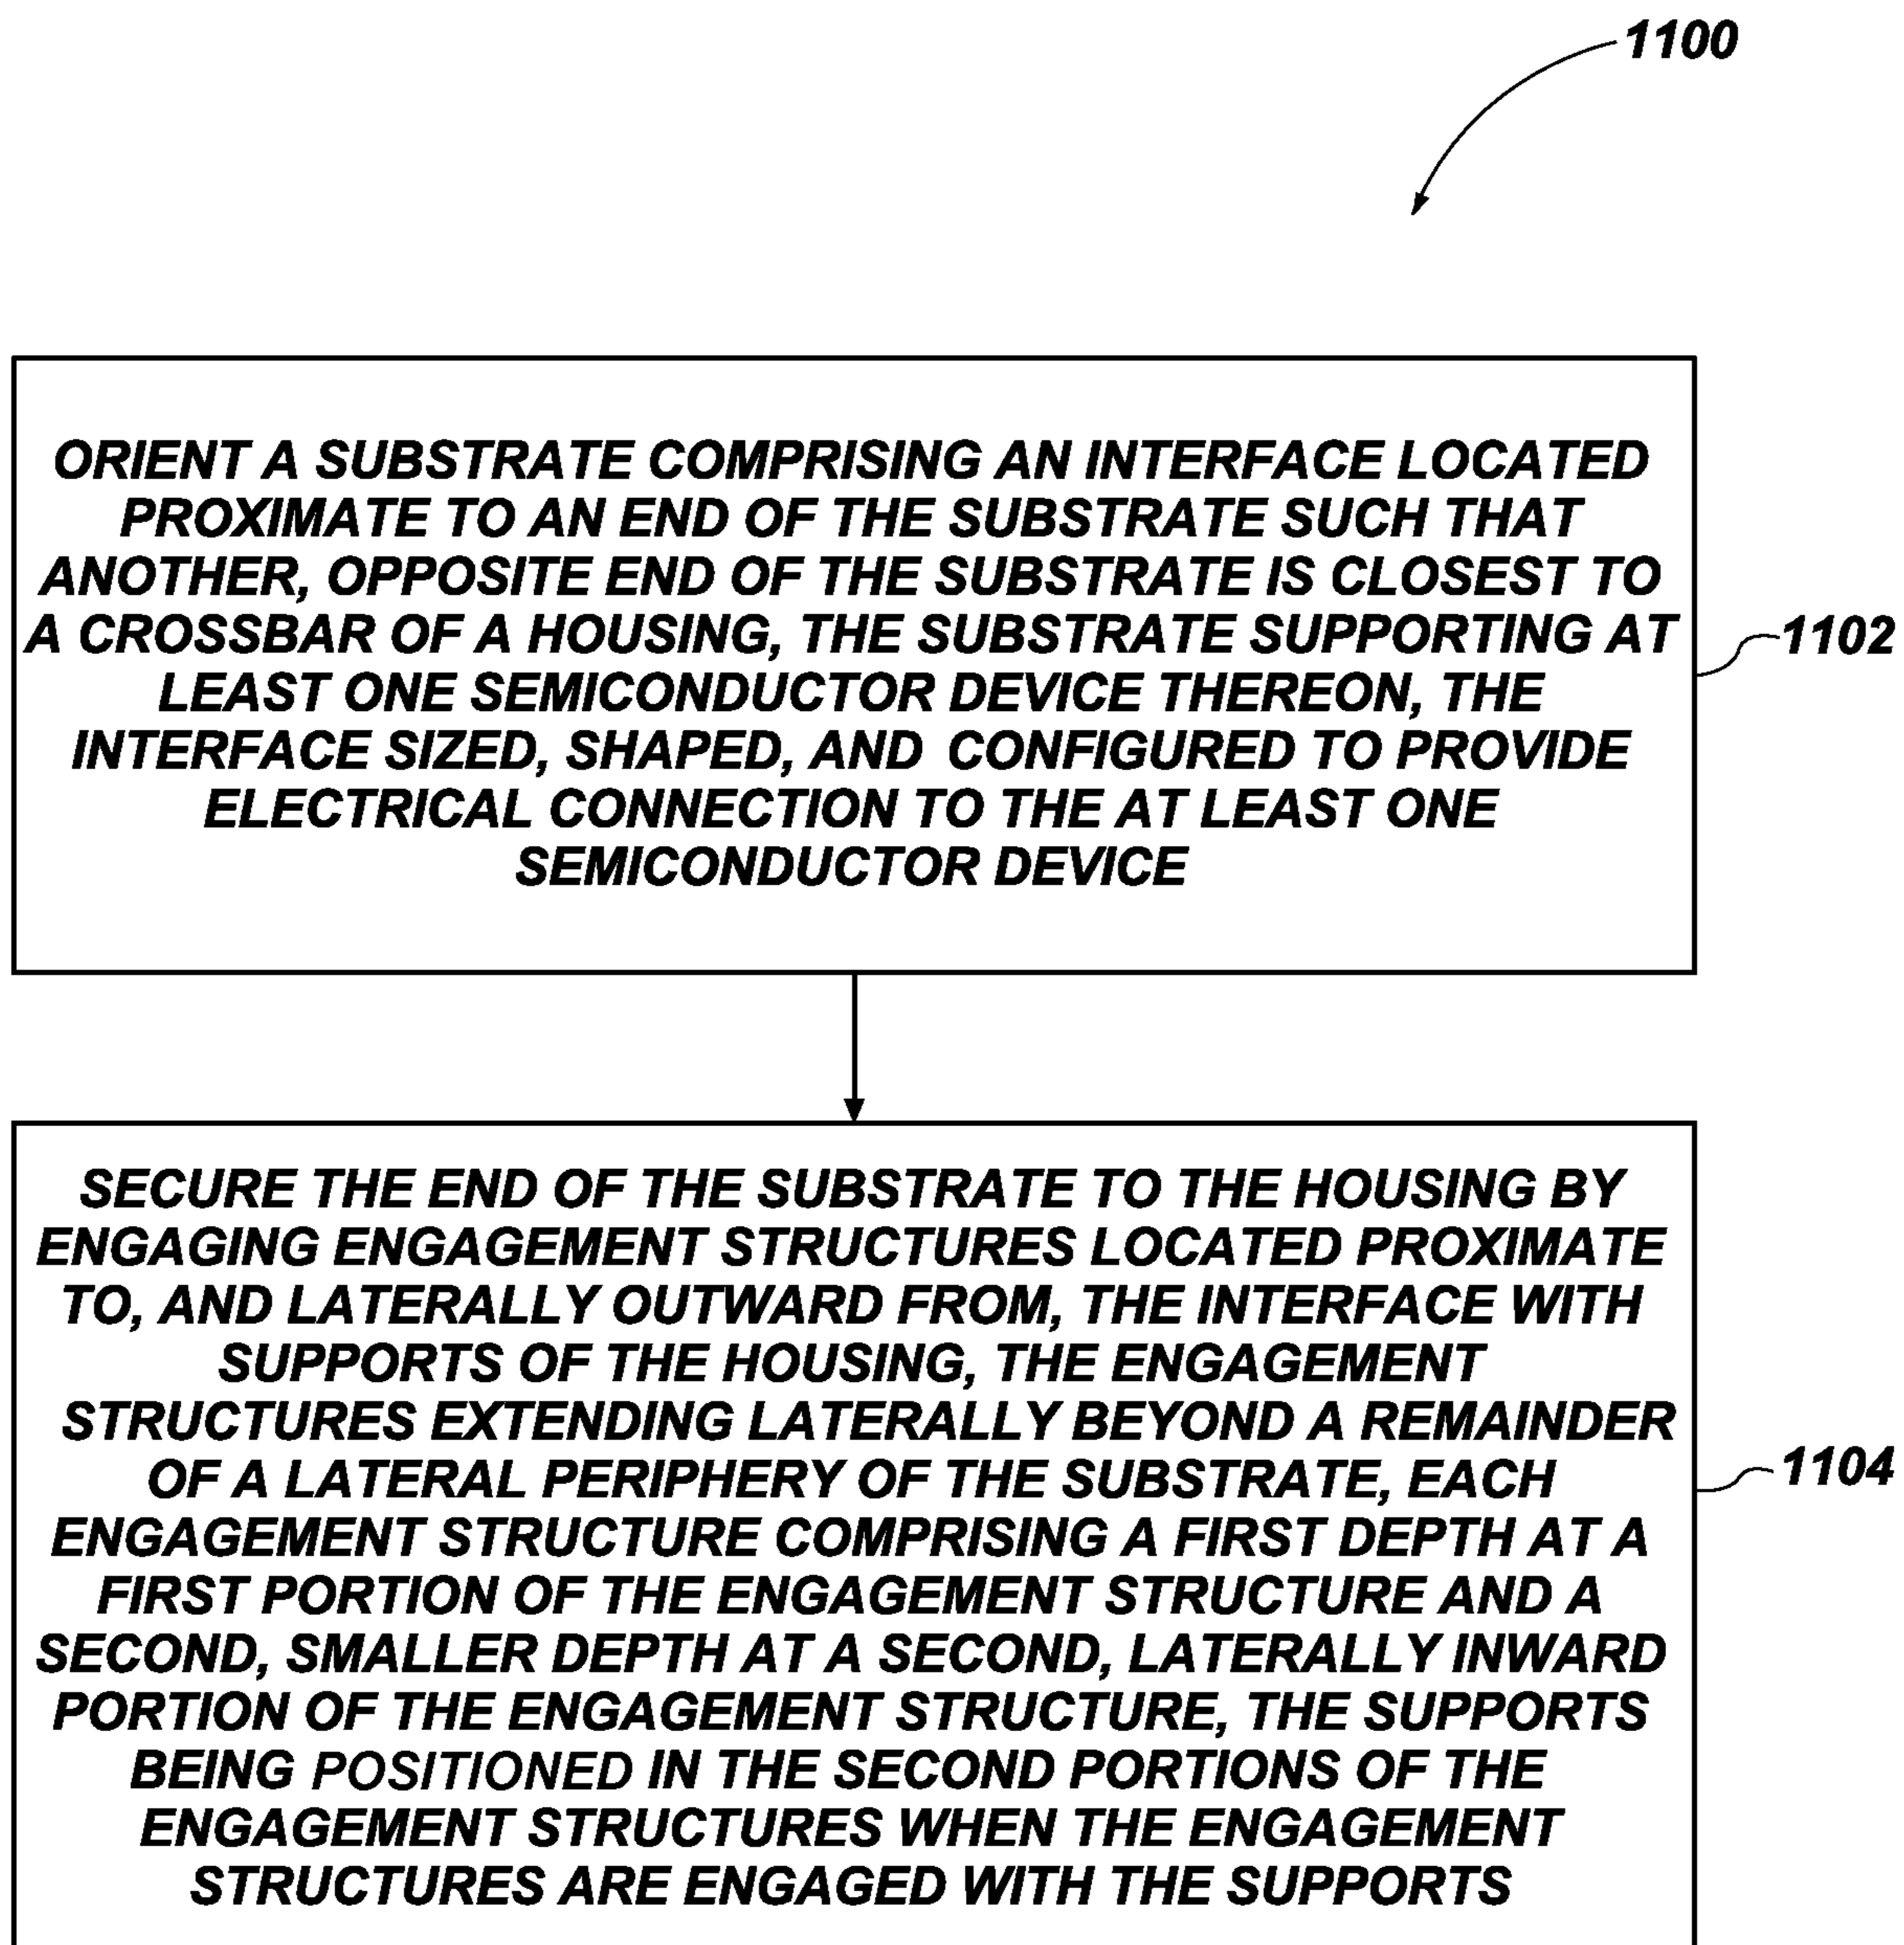 1100
ORIENT A SUBSTRATE COMPRISING AN INTERFACE LOCATED
PROXIMATE TO AN END OF THE SUBSTRATE SUCH THAT
ANOTHER, OPPOSITE END OF THE SUBSTRATE IS CLOSEST TO
A CROSSBAR OF A HOUSING, THE SUBSTRATE SUPPORTING AT
LEAST ONE SEMICONDUCTOR DEVICE THEREON, THE
INTERFACE SIZED, SHAPED, AND CONFIGURED TO PROVIDE
ELECTRICAL CONNECTION TO THE AT LEAST ONE
SEMICONDUCTOR DEVICE
1102
SECURE THE END OF THE SUBSTRATE TO THE HOUSING BY
ENGAGING ENGAGEMENT STRUCTURES LOCATED PROXIMATE
TO, AND LATERALLY OUTWARD FROM, THE INTERFACE WITH
SUPPORTS OF THE HOUSING, THE ENGAGEMENT
STRUCTURES EXTENDING LATERALLY BEYOND A REMAINDER
OF A LATERAL PERIPHERY OF THE SUBSTRATE, EACH
ENGAGEMENT STRUCTURE COMPRISING A FIRST DEPTH AT A
FIRST PORTION OF THE ENGAGEMENT STRUCTURE AND A
SECOND, SMALLER DEPTH AT A SECOND, LATERALLY INWARD
PORTION OF THE ENGAGEMENT STRUCTURE, THE SUPPORTS
BEING POSITIONED IN THE SECOND PORTIONS OF THE
ENGAGEMENT STRUCTURES WHEN THE ENGAGEMENT
STRUCTURES ARE ENGAGED WITH THE SUPPORTS
1104